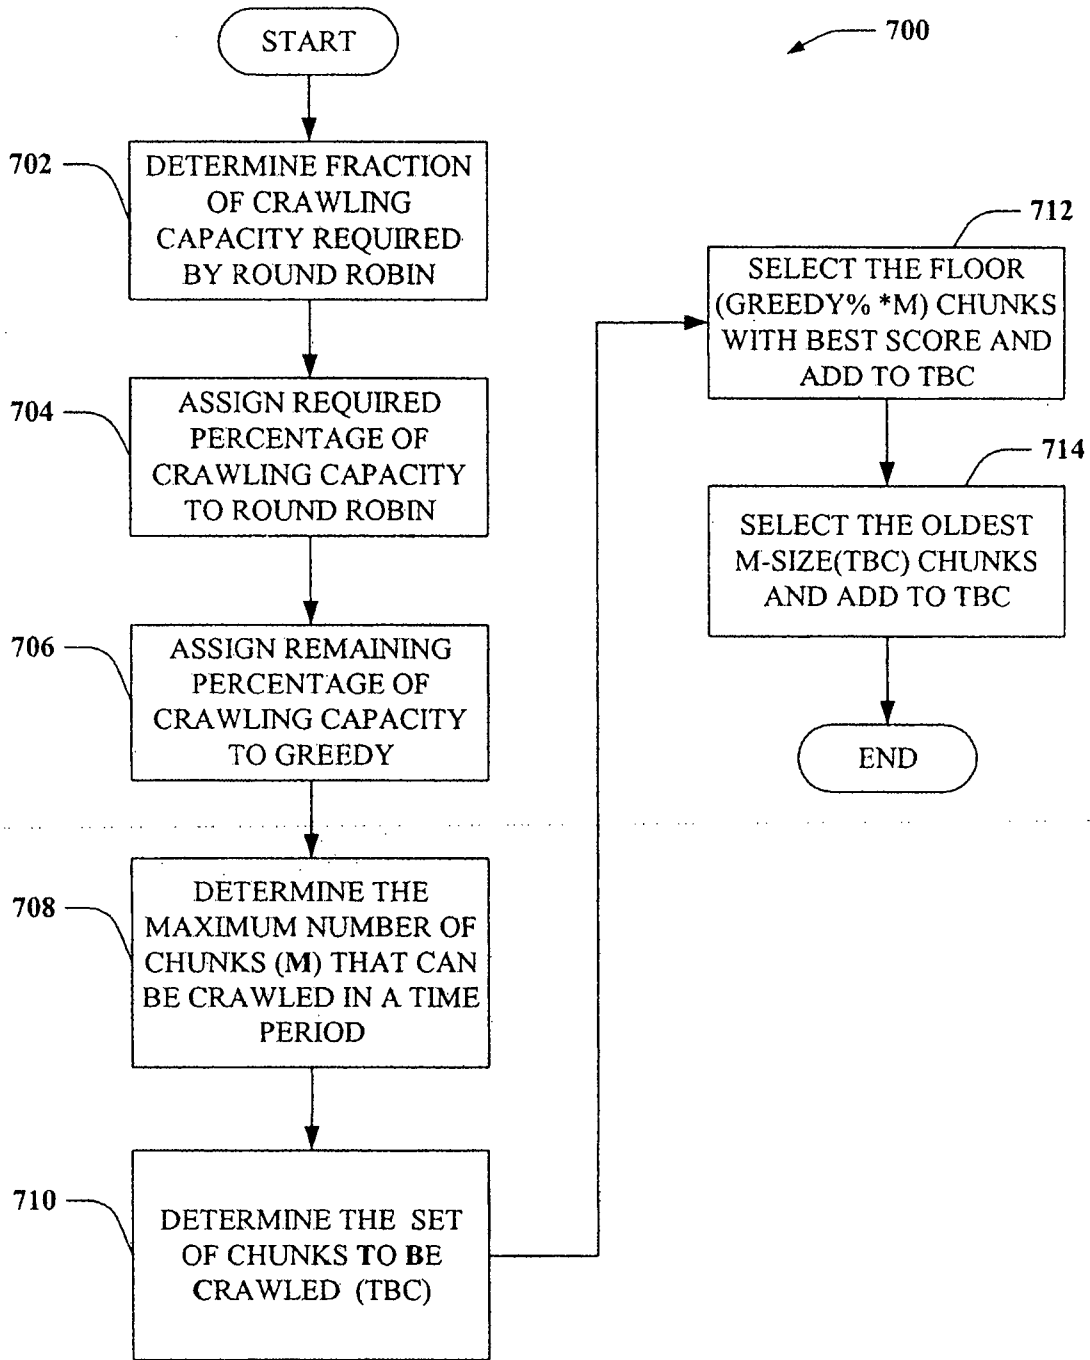 START
700
702
DETERMINE FRACTION
OF CRAWLING
CAPACITY REQUIRED
BY ROUND ROBIN
704
ASSIGN REQUIRED
PERCENTAGE OF
CRAWLING CAPACITY
TO ROUND ROBIN
706
ASSIGN REMAINING
PERCENTAGE OF
CRAWLING CAPACITY
TO GREEDY
708
DETERMINE THE
MAXIMUM NUMBER OF
CHUNKS (M) THAT CAN
BE CRAWLED IN A TIME
PERIOD
710
DETERMINE THE SET
OF CHUNKS TO BE
CRAWLED (TBC)
712
SELECT THE FLOOR
(GREEDY% *M) CHUNKS
WITH BEST SCORE AND
ADD TO TBC
714
SELECT THE OLDEST
M-SIZE(TBC) CHUNKS
AND ADD TO TBC
END